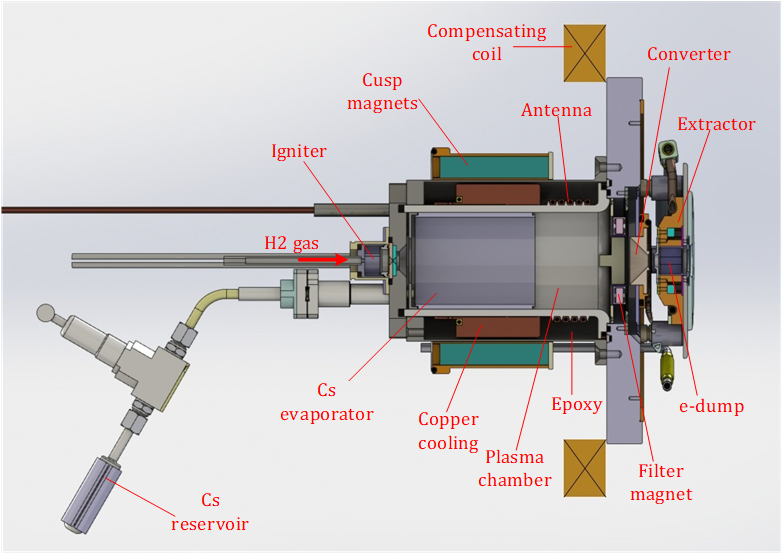 Compensating
coil
Converter
Cusp
magnets
Antenna
Extractor
Igniter
H2 gas
Cs
evaporator
Copper
cooling
Epoxy
e-dump
Plasma
chamber
Filter
magnet
Cs
reservoir